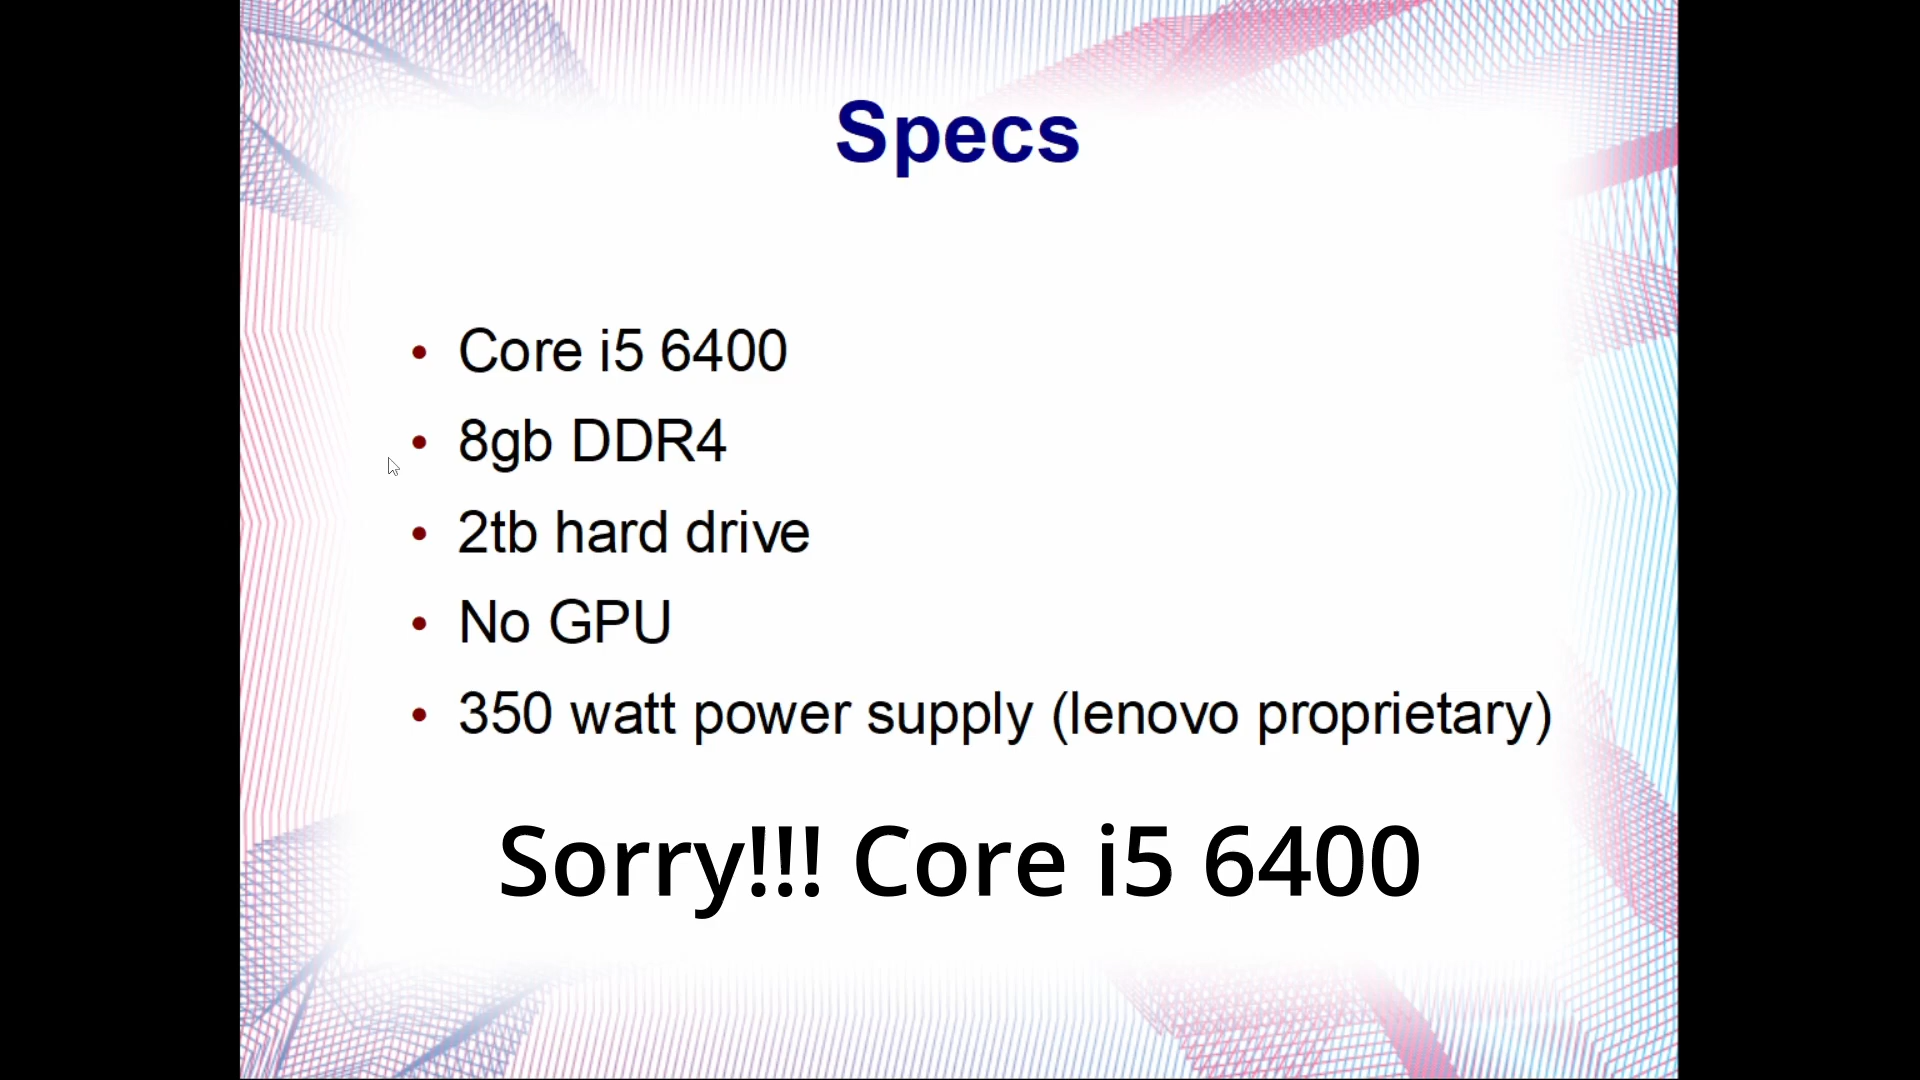 Specs
• Core i5 6400
• 8gb DDR4
• 2tb hard drive
• No GPU
• 350 watt power supply (lenovo proprietary)
Sorry!!! Core i5 6400